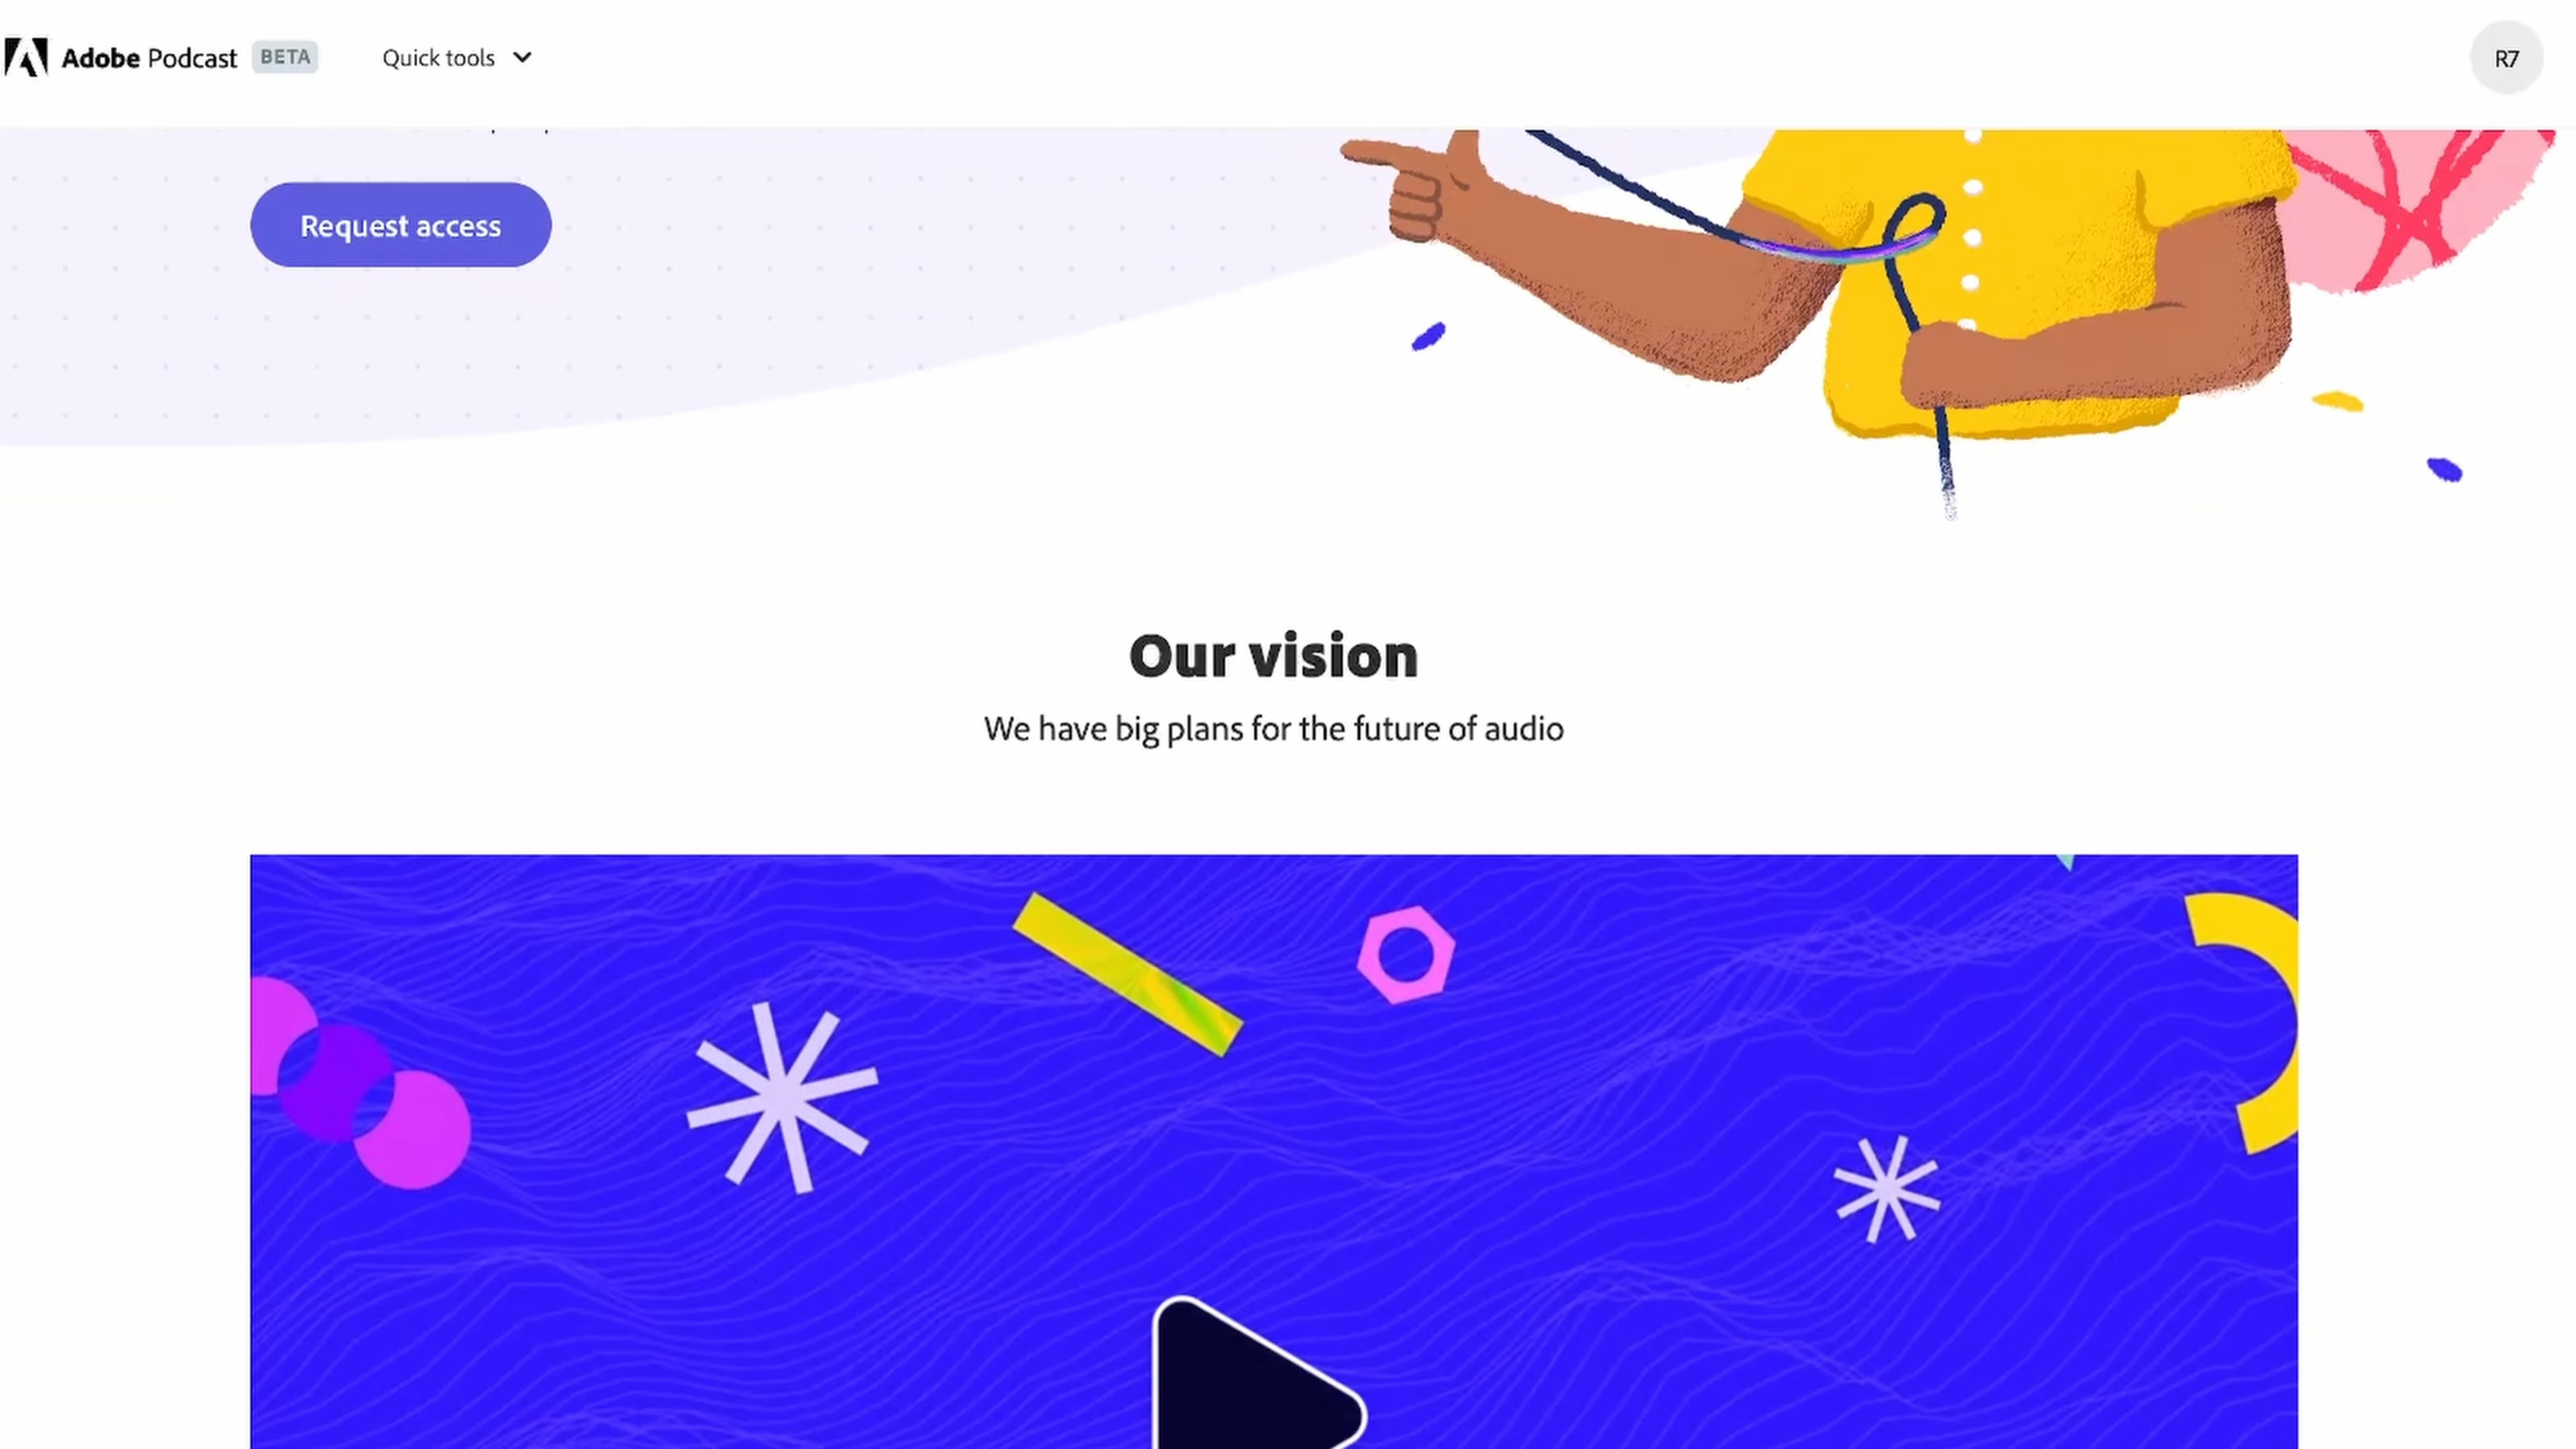 Adobe Podcast BETA Quick tools R7
Request access
Our vision
We have big plans for the future of audio